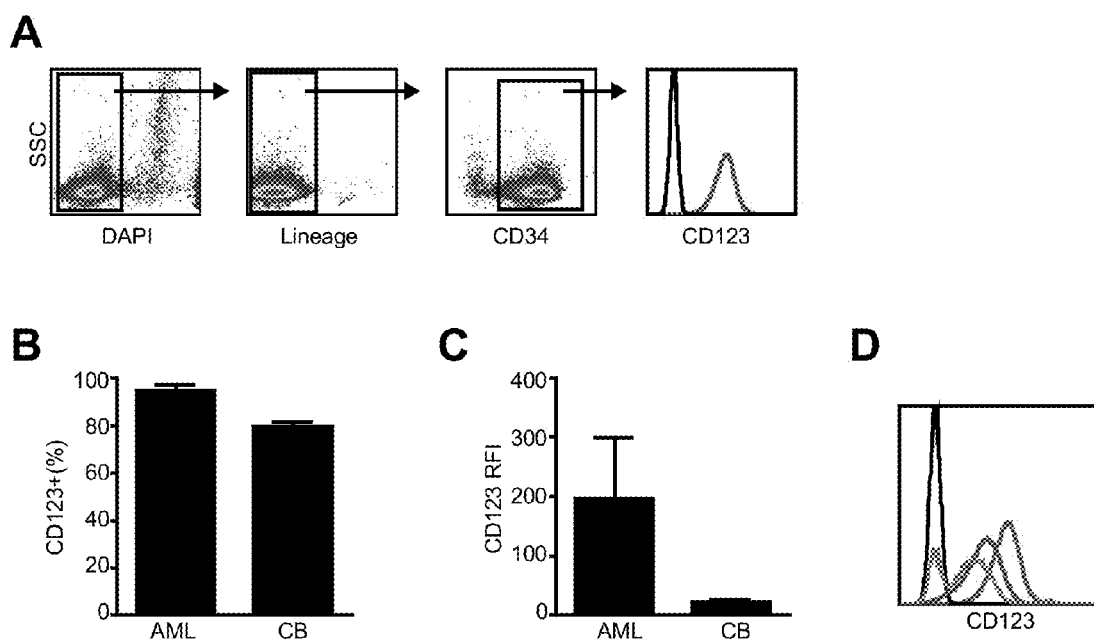 A
SSC
DAPI
Lineage
CD34
CD123
B
CD123+(%)
100
80
60
40
20
0
AML
CB
C
CD123 RFI
400
300
200
100
0
AML
CB
D
CD123